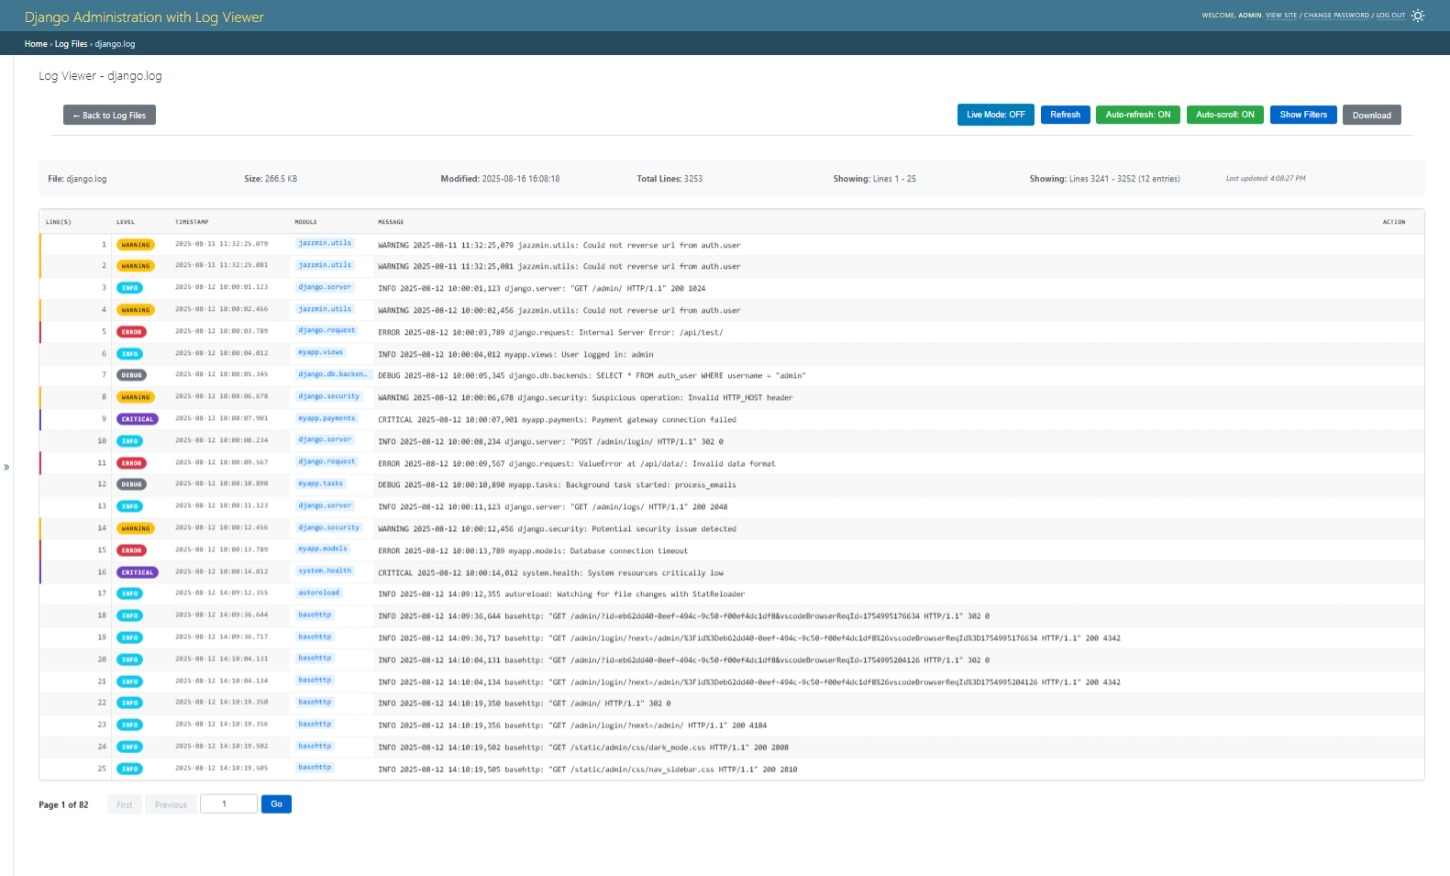 Django Administration with Log Viewer
WELCOME, ADMIN. VIEW SITE / CHANGE PASSWORD / LOG OUT
Home › Log Files › django.log
Log Viewer - django.log
← Back to Log Files
Live Mode: OFF Refresh Auto-refresh: ON Auto-scroll: ON Show Filters Download
File: django.log Size: 266.5 KB Modified: 2025-08-16 16:08:18 Total Lines: 3253 Showing: Lines 1 - 25 Showing: Lines 3241 - 3252 (12 entries) Last updated: 4:08:27 PM
LINE(S) LEVEL TIMESTAMP MODULE MESSAGE ACTION
1 WARNING 2025-08-11 11:32:25,079 jazzmin.utils WARNING 2025-08-11 11:32:25,079 jazzmin.utils: Could not reverse url from auth.user
2 WARNING 2025-08-11 11:32:25,081 jazzmin.utils WARNING 2025-08-11 11:32:25,081 jazzmin.utils: Could not reverse url from auth.user
3 INFO 2025-08-12 10:00:01,123 django.server INFO 2025-08-12 10:00:01,123 django.server: "GET /admin/ HTTP/1.1" 200 1024
4 WARNING 2025-08-12 10:00:02,456 jazzmin.utils WARNING 2025-08-12 10:00:02,456 jazzmin.utils: Could not reverse url from auth.user
5 ERROR 2025-08-12 10:00:03,789 django.request ERROR 2025-08-12 10:00:03,789 django.request: Internal Server Error: /api/test/
6 INFO 2025-08-12 10:00:04,012 myapp.views INFO 2025-08-12 10:00:04,012 myapp.views: User logged in: admin
7 DEBUG 2025-08-12 10:00:05,345 django.db.backen… DEBUG 2025-08-12 10:00:05,345 django.db.backends: SELECT * FROM auth_user WHERE username = "admin"
8 WARNING 2025-08-12 10:00:06,678 django.security WARNING 2025-08-12 10:00:06,678 django.security: Suspicious operation: Invalid HTTP_HOST header
9 CRITICAL 2025-08-12 10:00:07,901 myapp.payments CRITICAL 2025-08-12 10:00:07,901 myapp.payments: Payment gateway connection failed
10 INFO 2025-08-12 10:00:08,234 django.server INFO 2025-08-12 10:00:08,234 django.server: "POST /admin/login/ HTTP/1.1" 302 0
11 ERROR 2025-08-12 10:00:09,567 django.request ERROR 2025-08-12 10:00:09,567 django.request: ValueError at /api/data/: Invalid data format
12 DEBUG 2025-08-12 10:00:10,890 myapp.tasks DEBUG 2025-08-12 10:00:10,890 myapp.tasks: Background task started: process_emails
13 INFO 2025-08-12 10:00:11,123 django.server INFO 2025-08-12 10:00:11,123 django.server: "GET /admin/logs/ HTTP/1.1" 200 2048
14 WARNING 2025-08-12 10:00:12,456 django.security WARNING 2025-08-12 10:00:12,456 django.security: Potential security issue detected
15 ERROR 2025-08-12 10:00:13,789 myapp.models ERROR 2025-08-12 10:00:13,789 myapp.models: Database connection timeout
16 CRITICAL 2025-08-12 10:00:14,012 system.health CRITICAL 2025-08-12 10:00:14,012 system.health: System resources critically low
17 INFO 2025-08-12 14:09:12,355 autoreload INFO 2025-08-12 14:09:12,355 autoreload: Watching for file changes with StatReloader
18 INFO 2025-08-12 14:09:36,644 basehttp INFO 2025-08-12 14:09:36,644 basehttp: "GET /admin/?id=eb62dd40-0eef-494c-9c50-f00ef4dc1df8&vscodeBrowserReqId=1754995176634 HTTP/1.1" 302 0
19 INFO 2025-08-12 14:09:36,717 basehttp INFO 2025-08-12 14:09:36,717 basehttp: "GET /admin/login/?next=/admin/%3Fid%3Deb62dd40-0eef-494c-9c50-f00ef4dc1df8%26vscodeBrowserReqId%3D1754995176634 HTTP/1.1" 200 4342
20 INFO 2025-08-12 14:10:04,131 basehttp INFO 2025-08-12 14:10:04,131 basehttp: "GET /admin/?id=eb62dd40-0eef-494c-9c50-f00ef4dc1df8&vscodeBrowserReqId=1754995204126 HTTP/1.1" 302 0
21 INFO 2025-08-12 14:10:04,134 basehttp INFO 2025-08-12 14:10:04,134 basehttp: "GET /admin/login/?next=/admin/%3Fid%3Deb62dd40-0eef-494c-9c50-f00ef4dc1df8%26vscodeBrowserReqId%3D1754995204126 HTTP/1.1" 200 4342
22 INFO 2025-08-12 14:10:19,350 basehttp INFO 2025-08-12 14:10:19,350 basehttp: "GET /admin/ HTTP/1.1" 302 0
23 INFO 2025-08-12 14:10:19,356 basehttp INFO 2025-08-12 14:10:19,356 basehttp: "GET /admin/login/?next=/admin/ HTTP/1.1" 200 4184
24 INFO 2025-08-12 14:10:19,502 basehttp INFO 2025-08-12 14:10:19,502 basehttp: "GET /static/admin/css/dark_mode.css HTTP/1.1" 200 2808
25 INFO 2025-08-12 14:10:19,505 basehttp INFO 2025-08-12 14:10:19,505 basehttp: "GET /static/admin/css/nav_sidebar.css HTTP/1.1" 200 2810
Page 1 of 82 First Previous 1 Go